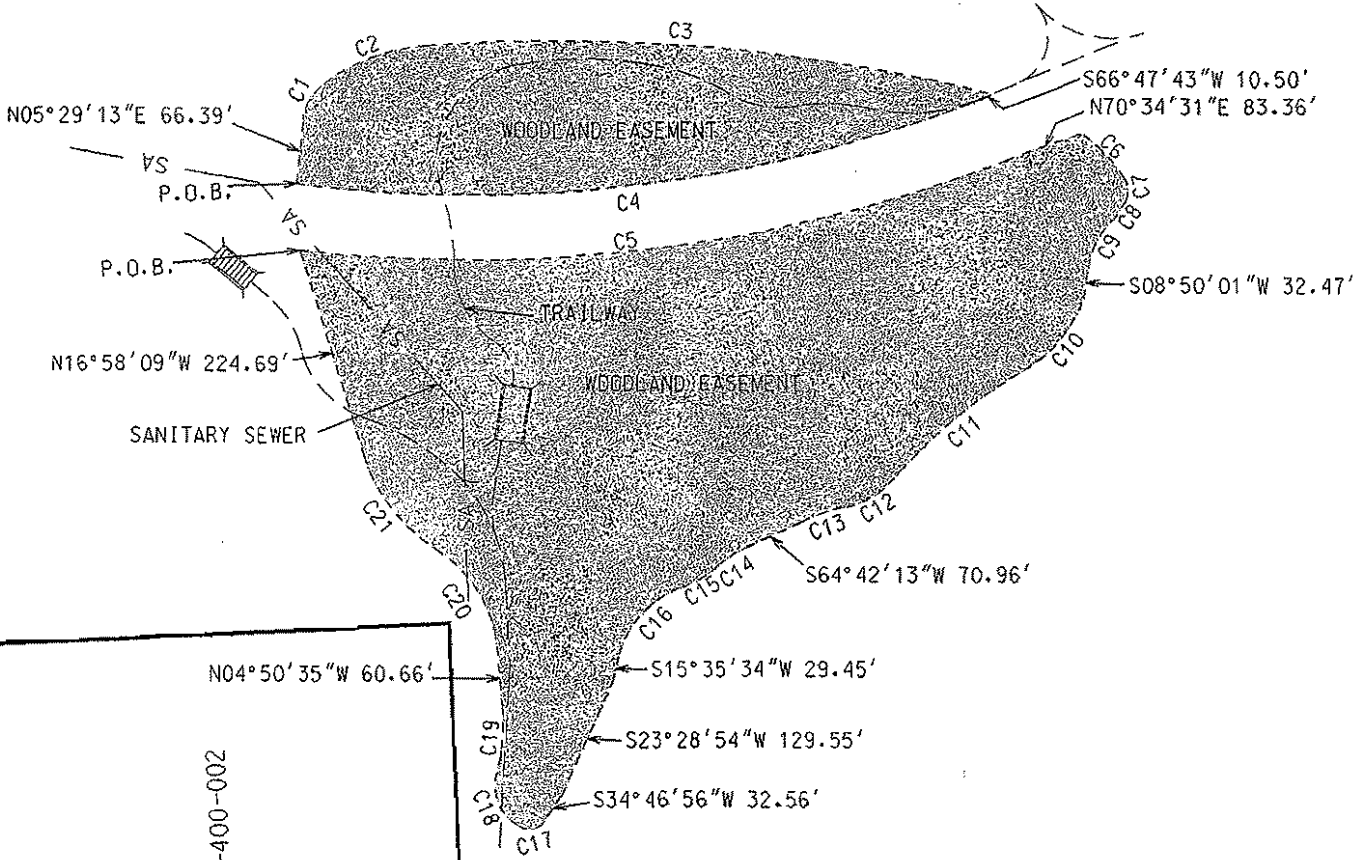 C3
C2
C1
S66°47'43"W 10.50'
N70°34'31"E 83.36'
N05°29'13"E 66.39'
WOODLAND EASEMENT
C6
SA
P.O.B.
C7
C4
C8
SA
C5
C9
P.O.B.
S08°50'01"W 32.47'
TRAILWAY
SA
C10
N16°58'09"W 224.69'
WOODLAND EASEMENT
SANITARY SEWER
C11
C21
SA
C12
C13
C14
S64°42'13"W 70.96'
C15
C20
C16
N04°50'35"W 60.66'
S15°35'34"W 29.45'
C19
S23°28'54"W 129.55'
-400-002
C18
S34°46'56"W 32.56'
C17